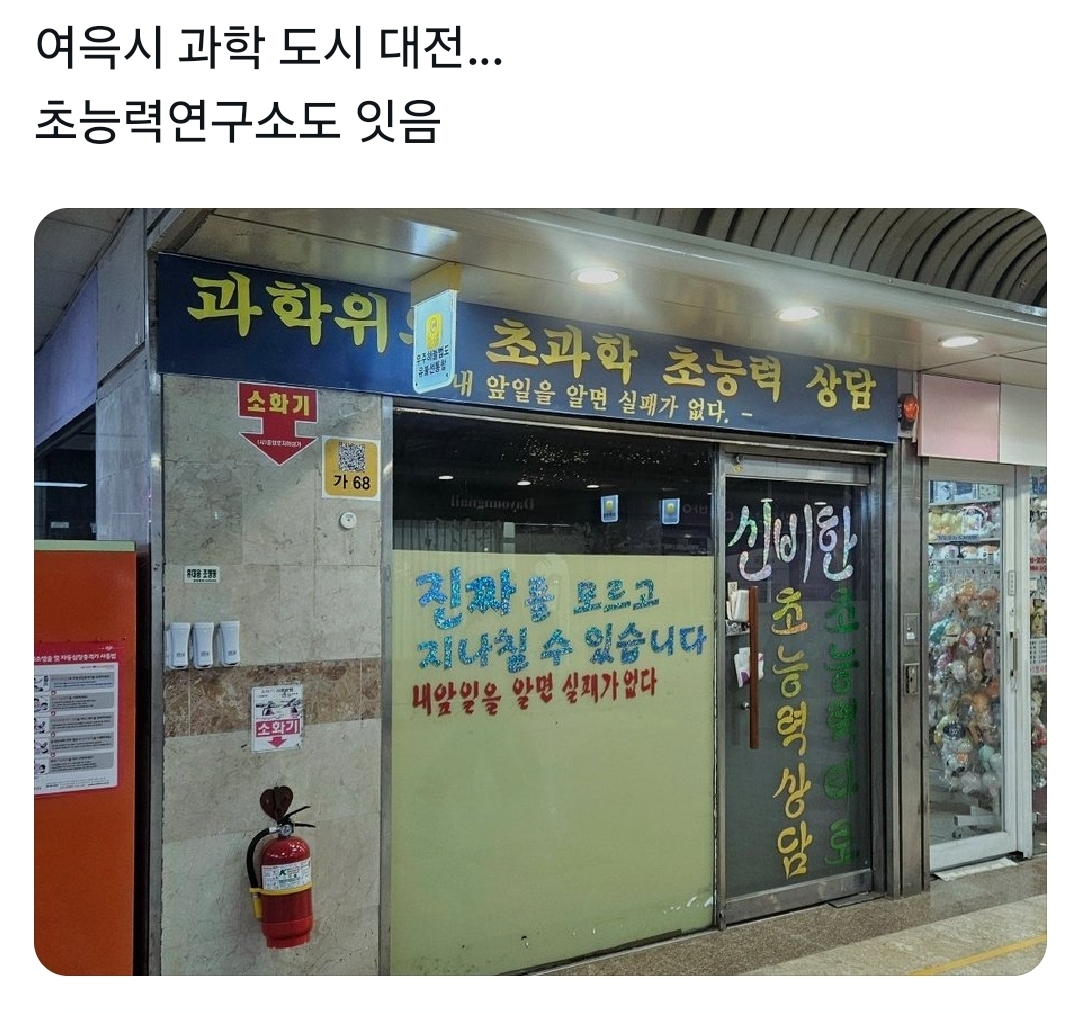 여윽시 과학 도시 대전...
초능력연구소도 잇음
과학위 초과학 초능력 상담
내 앞일을 알면 실패가 없다. -
소화기
가 68
진짜를 모르고
지나칠 수 있습니다
내앞일을 알면 실패가없다
신비한
초능력상담
초능력
소화기